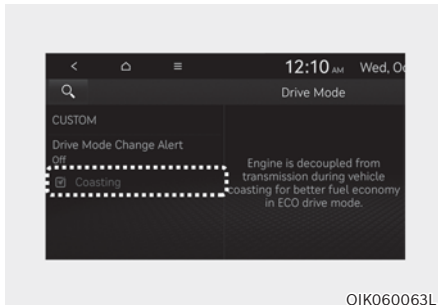 12:10 AM Wed, Oc
Drive Mode
CUSTOM
Drive Mode Change Alert
Off
Coasting
Engine is decoupled from
transmission during vehicle
coasting for better fuel economy
in ECO drive mode.
OIK060063L